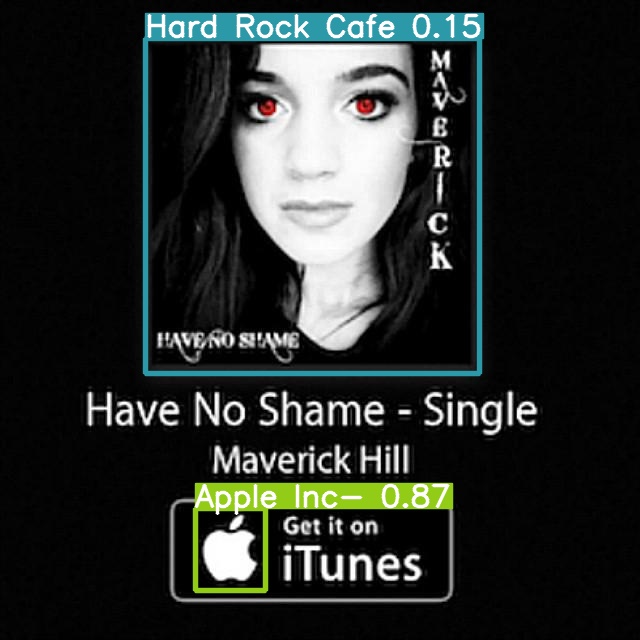 Hard Rock Cafe 0.15
MAVERICK
HAVE NO SHAME
Have No Shame - Single
Maverick Hill
Apple Inc- 0.87
Get it on
iTunes